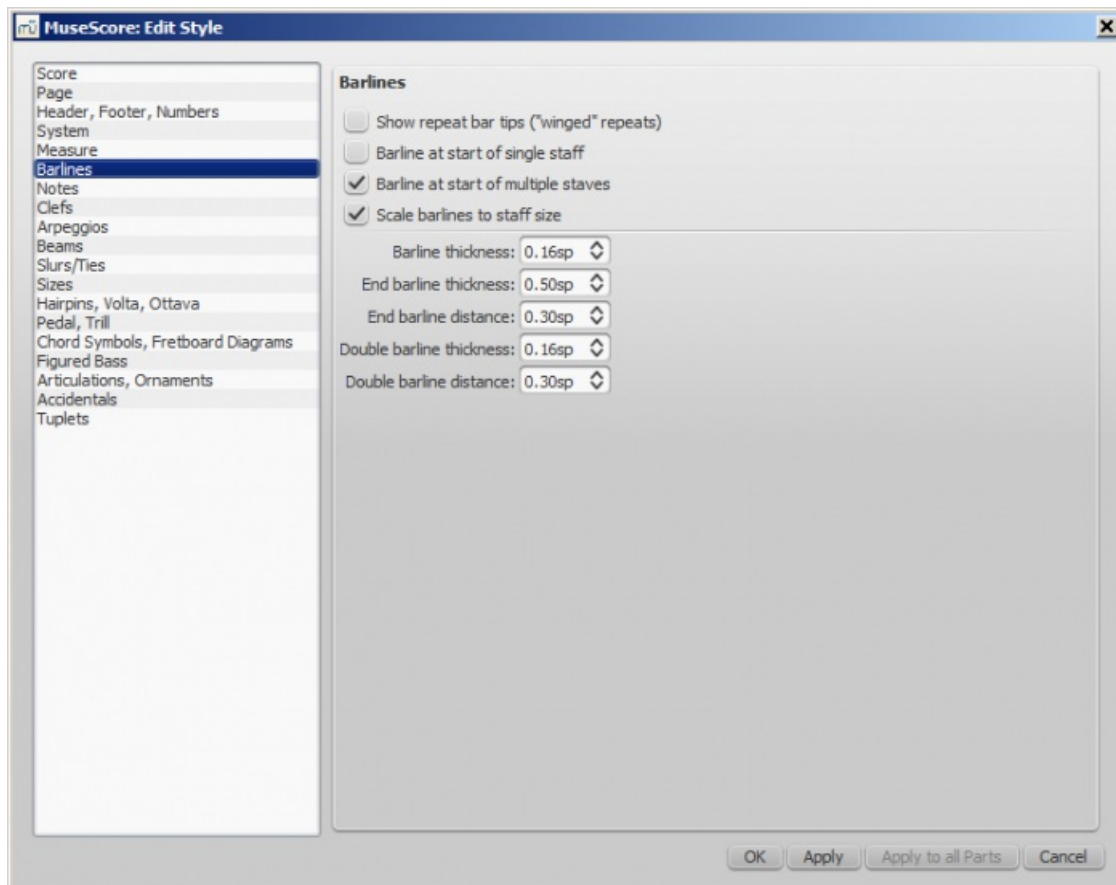 MuseScore: Edit Style
Score
Page
Header, Footer, Numbers
System
Measure
Barlines
Notes
Clefs
Arpeggios
Beams
Slurs/Ties
Sizes
Hairpins, Volta, Ottava
Pedal, Trill
Chord Symbols, Fretboard Diagrams
Figured Bass
Articulations, Ornaments
Accidentals
Tuplets
Barlines
Show repeat bar tips ("winged" repeats)
Barline at start of single staff
Barline at start of multiple staves
Scale barlines to staff size
Barline thickness: 0.16sp
End barline thickness: 0.50sp
End barline distance: 0.30sp
Double barline thickness: 0.16sp
Double barline distance: 0.30sp
OK Apply Apply to all Parts Cancel